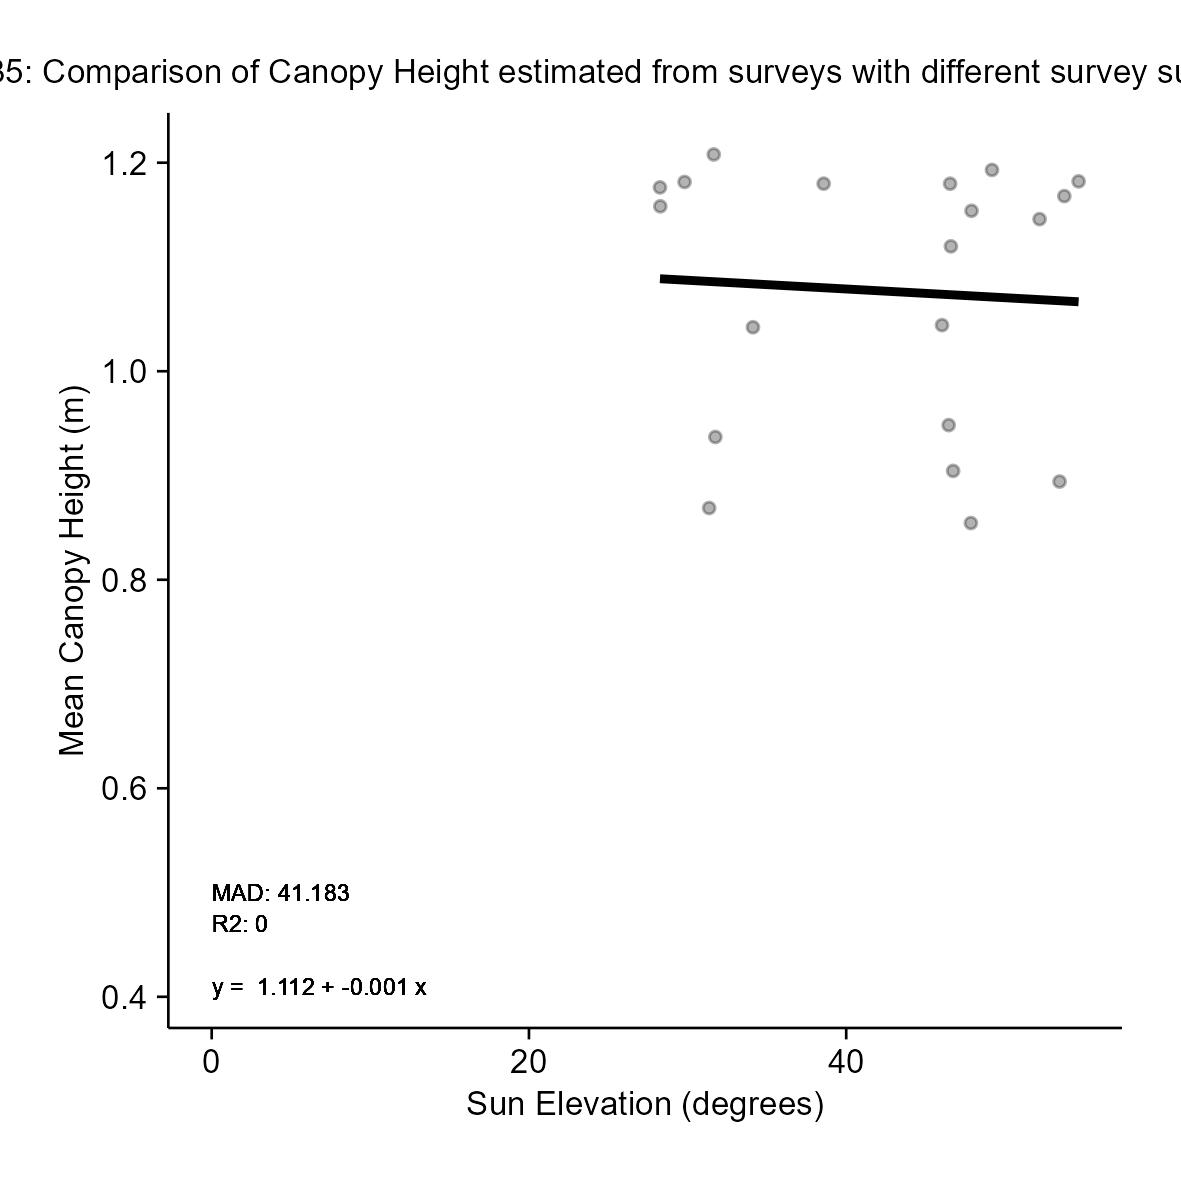 35: Comparison of Canopy Height estimated from surveys with different survey
Mean Canopy Height (m)
1.2
1.0
0.8
0.6
0.4
MAD: 41.183
R2: 0
y = 1.112 + -0.001 x
0 20 40
Sun Elevation (degrees)